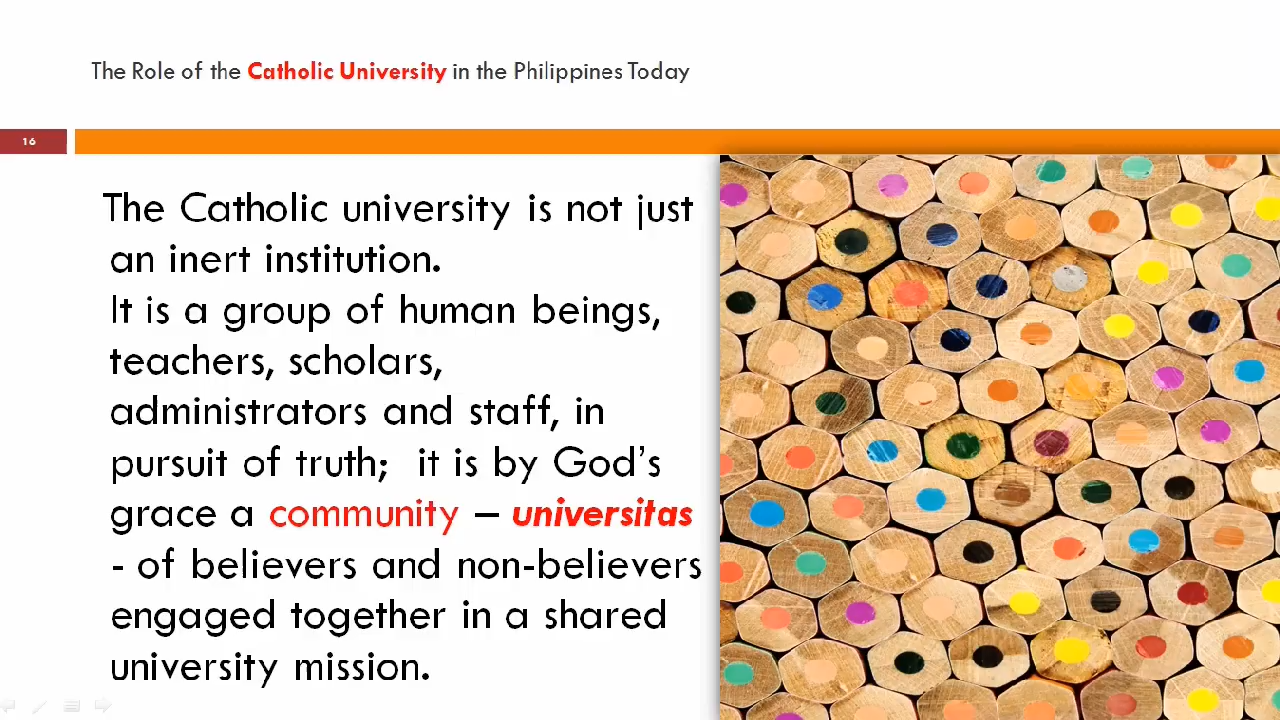 The Role of the Catholic University in the Philippines Today
16
The Catholic university is not just
an inert institution.
It is a group of human beings,
teachers, scholars,
administrators and staff, in
pursuit of truth;  it is by God's
grace a community – universitas
- of believers and non-believers
engaged together in a shared
university mission.